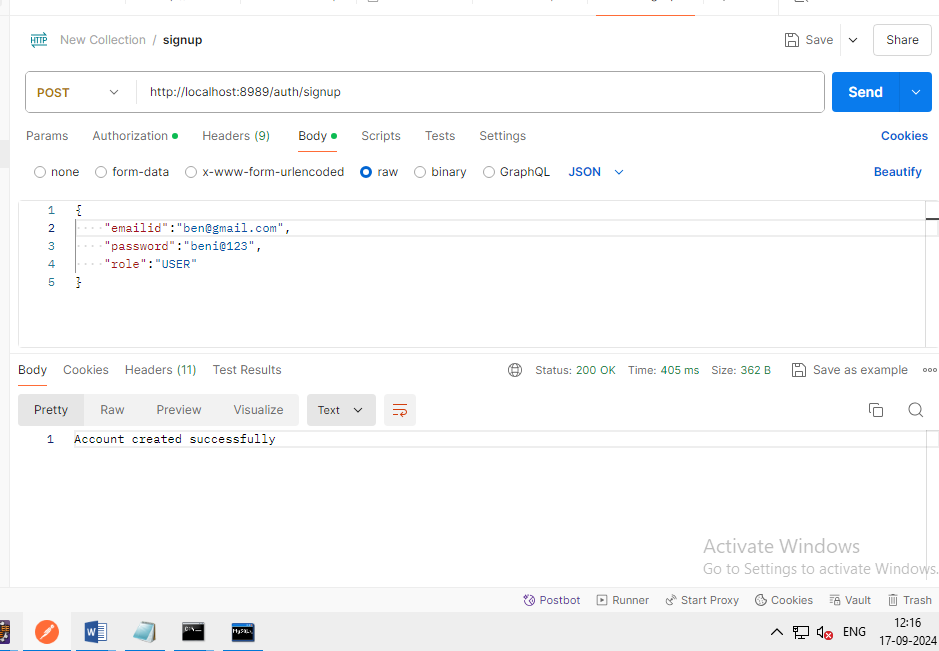 HTTP New Collection / signup Save Share
POST http://localhost:8989/auth/signup Send
Params Authorization Headers (9) Body Scripts Tests Settings Cookies
none form-data x-www-form-urlencoded raw binary GraphQL JSON Beautify
1 {
2 "emailid":"ben@gmail.com",
3 "password":"beni@123",
4 "role":"USER"
5 }
Body Cookies Headers (11) Test Results Status: 200 OK Time: 405 ms Size: 362 B Save as example
Pretty Raw Preview Visualize Text
1 Account created successfully
Activate Windows
Go to Settings to activate Windows.
Postbot Runner Start Proxy Cookies Vault Trash
ENG 12:16
17-09-2024